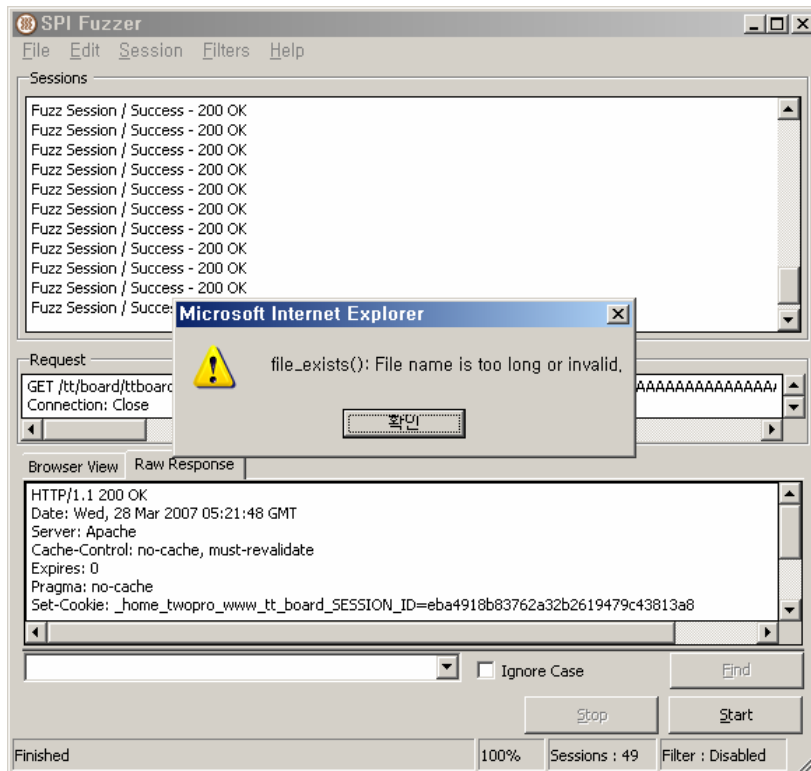 SPI Fuzzer
File Edit Session Filters Help
Sessions
Fuzz Session / Success - 200 OK
Fuzz Session / Success - 200 OK
Fuzz Session / Success - 200 OK
Fuzz Session / Success - 200 OK
Fuzz Session / Success - 200 OK
Fuzz Session / Success - 200 OK
Fuzz Session / Success - 200 OK
Fuzz Session / Success - 200 OK
Fuzz Session / Success - 200 OK
Fuzz Session / Success - 200 OK
Fuzz Session / Succe
Microsoft Internet Explorer
file_exists(): File name is too long or invalid.
확인
Request
GET /tt/board/ttboard
Connection: Close
Browser View Raw Response
HTTP/1.1 200 OK
Date: Wed, 28 Mar 2007 05:21:48 GMT
Server: Apache
Cache-Control: no-cache, must-revalidate
Expires: 0
Pragma: no-cache
Set-Cookie: _home_twopro_www_tt_board_SESSION_ID=eba4918b83762a32b2619479c43813a8
Ignore Case Find
Stop Start
Finished 100% Sessions : 49 Filter : Disabled